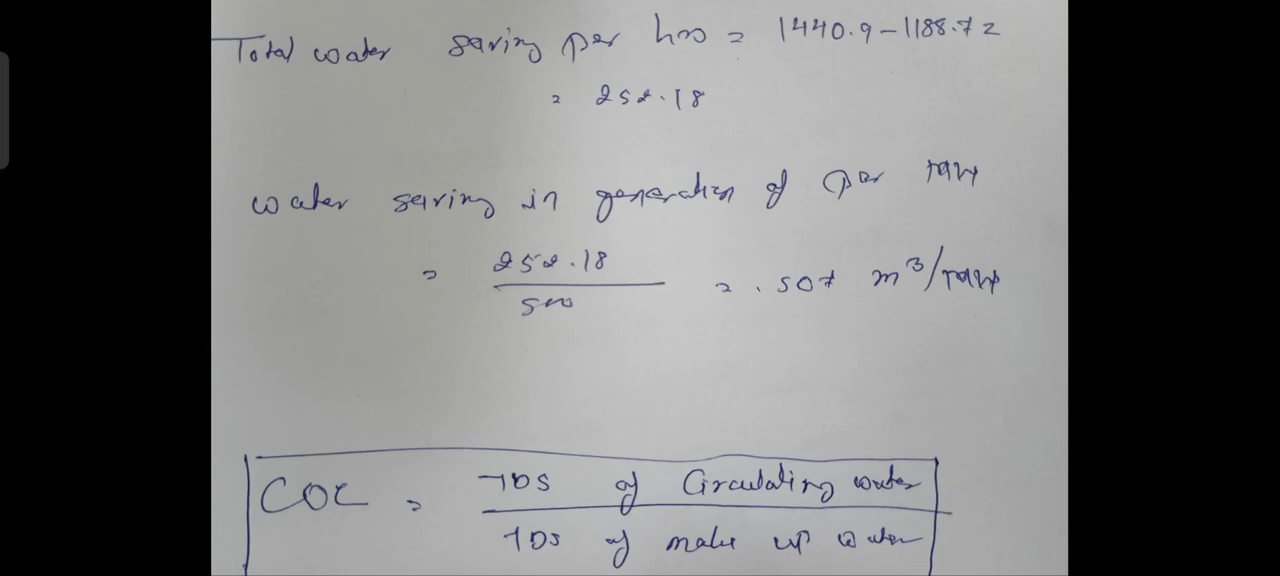 Total water saving per hrs = 1440.9 - 1188.72
= 252.18
water saving in generation of per MW
= 252.18 / 500 = .507 m³/MW
COC = TDS of Circulating water / TDS of make up water